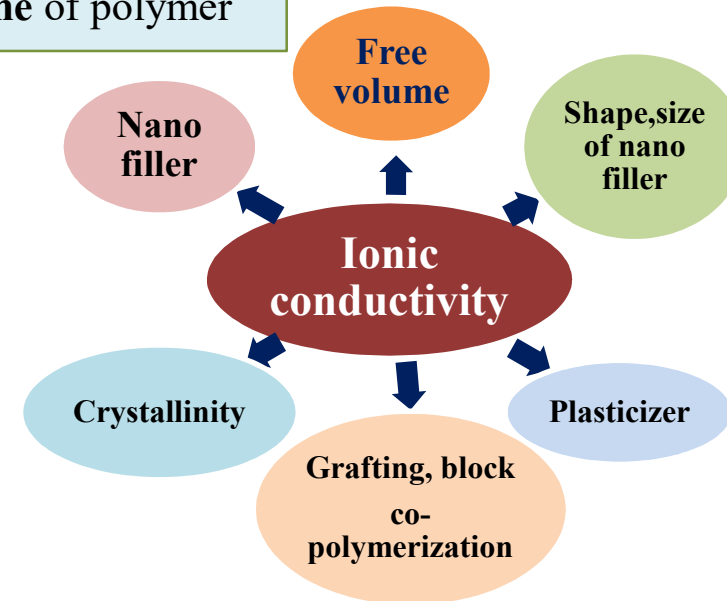 of polymer
Free
volume
Nano
filler
Shape,size
of nano
filler
Ionic
conductivity
Crystallinity
Plasticizer
Grafting, block
co-
polymerization